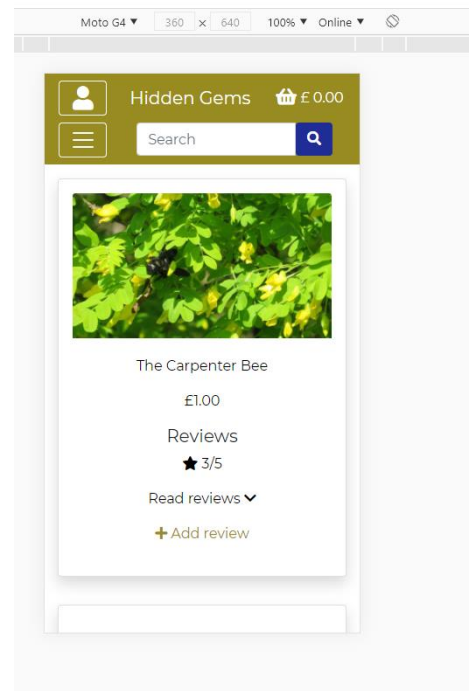 Moto G4 ▼ 360 × 640 100% ▼ Online ▼
Hidden Gems £ 0.00
Search
The Carpenter Bee
£1.00
Reviews
★ 3/5
Read reviews
+ Add review